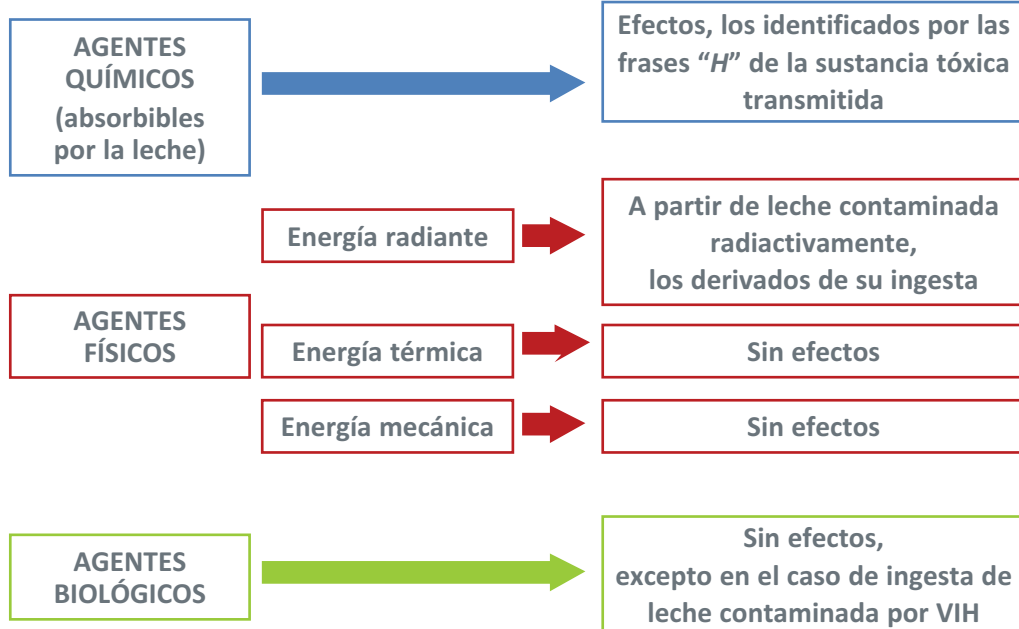 AGENTES
QUÍMICOS
(absorbibles
por la leche)
Efectos, los identificados por las
frases “H” de la sustancia tóxica
transmitida
Energía radiante
A partir de leche contaminada
radiactivamente,
los derivados de su ingesta
AGENTES
FÍSICOS
Energía térmica
Sin efectos
Energía mecánica
Sin efectos
AGENTES
BIOLÓGICOS
Sin efectos,
excepto en el caso de ingesta de
leche contaminada por VIH